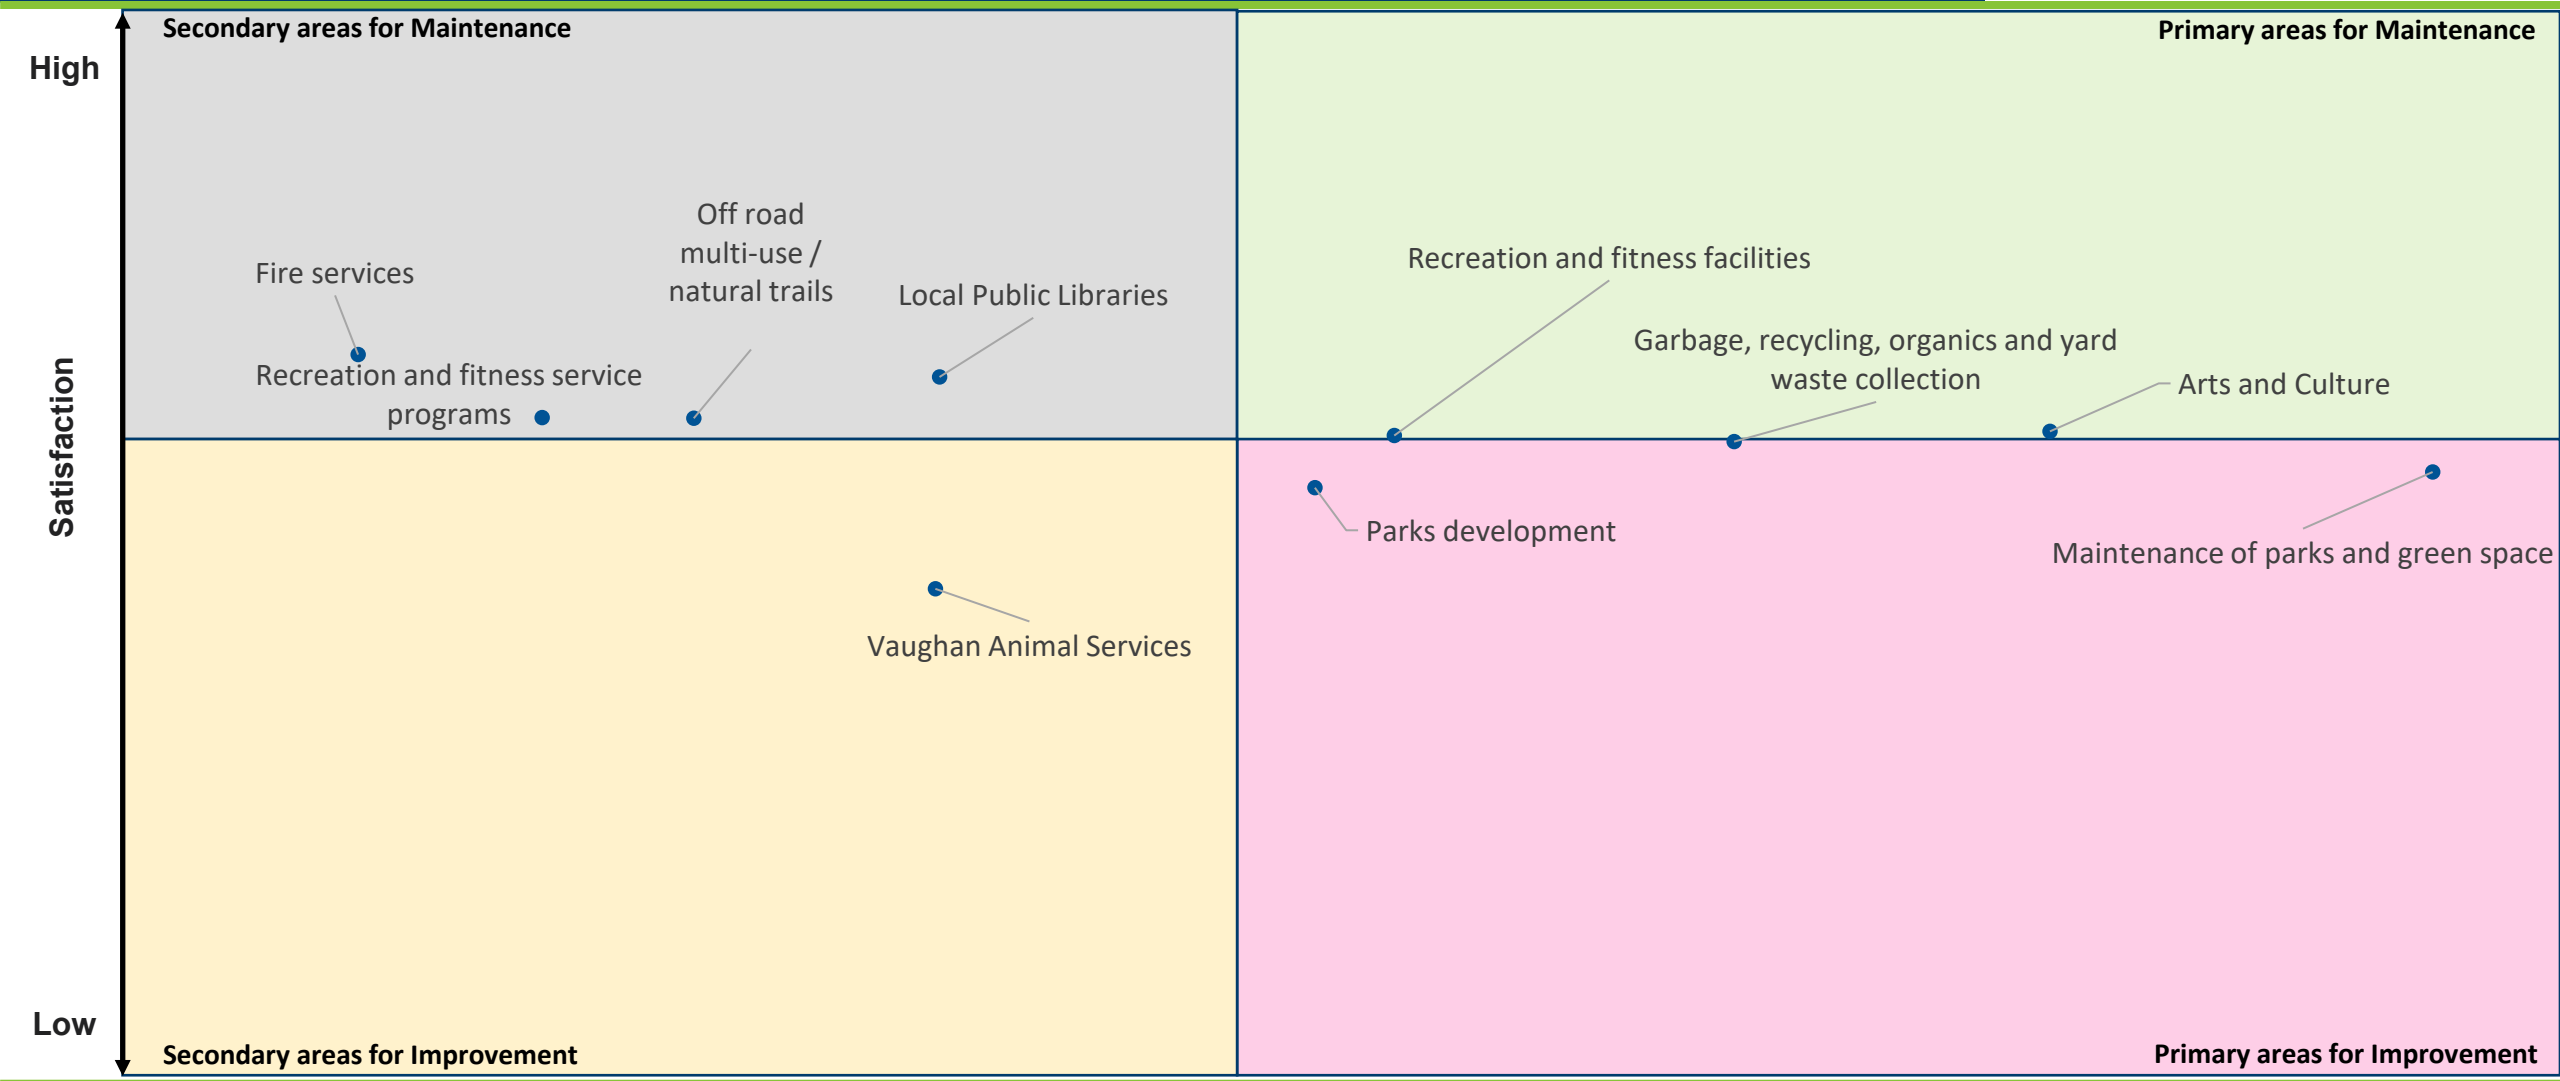 Secondary areas for Maintenance
Primary areas for Maintenance
High
Off road
multi-use /
natural trails
Fire services
Local Public Libraries
Recreation and fitness facilities
Garbage, recycling, organics and yard
waste collection
Arts and Culture
Recreation and fitness service
programs
Satisfaction
Parks development
Maintenance of parks and green space
Vaughan Animal Services
Low
Secondary areas for Improvement
Primary areas for Improvement